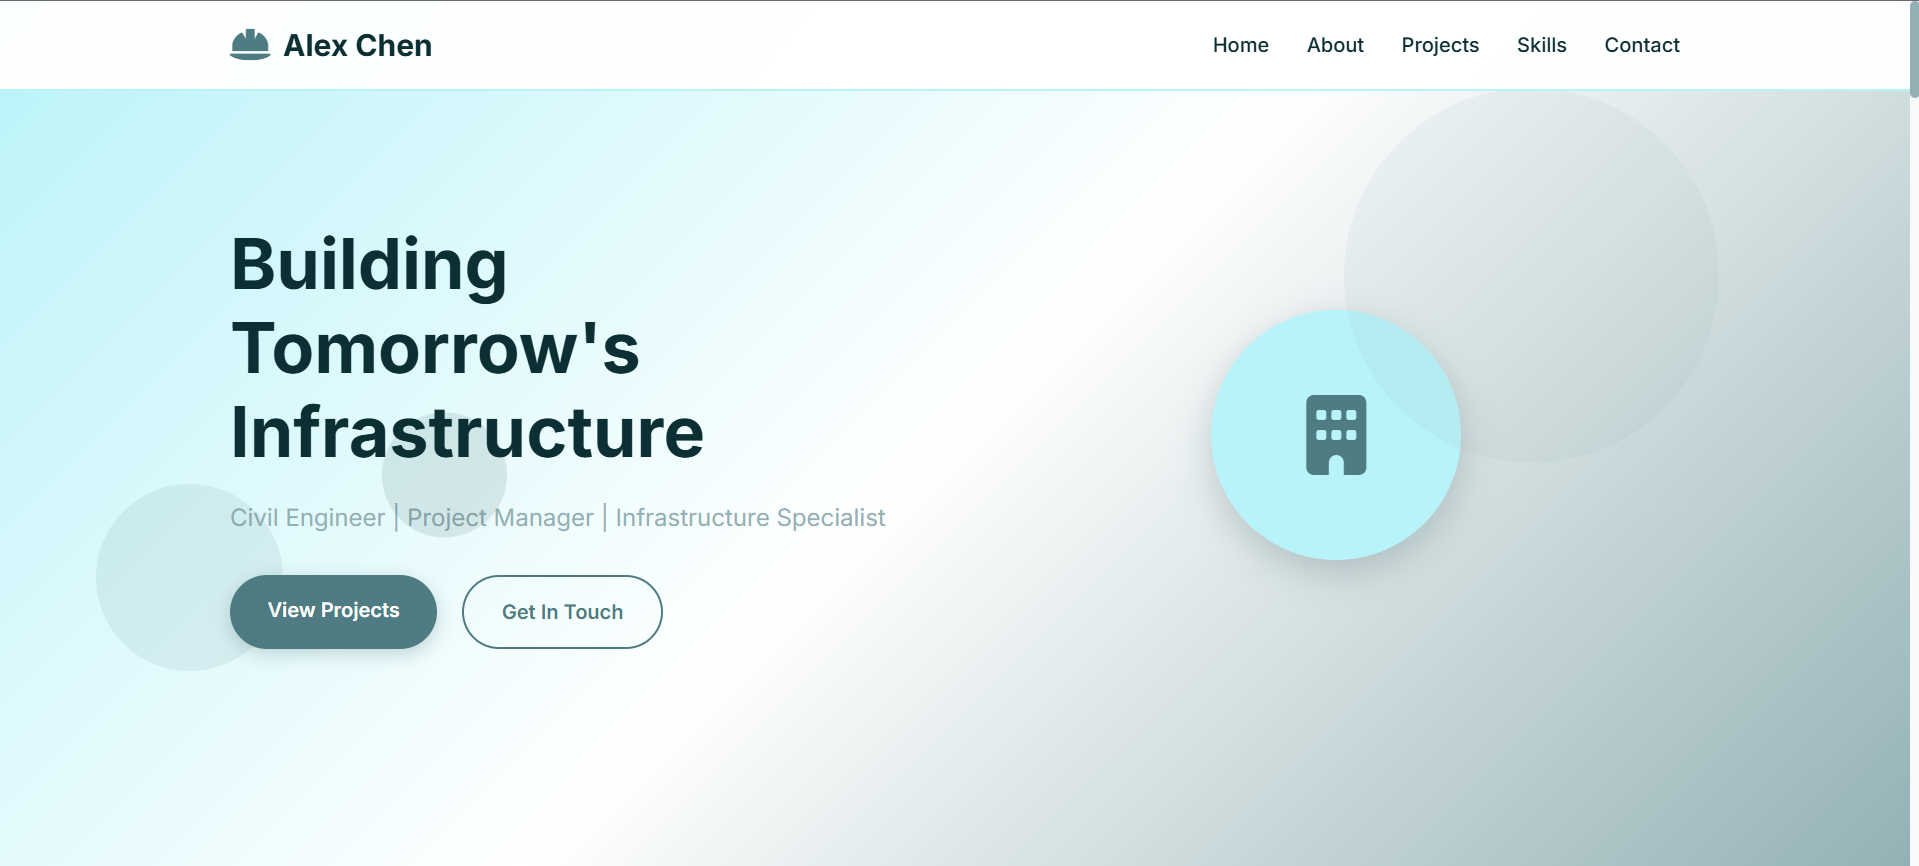 Alex Chen
Home
About
Projects
Skills
Contact
Building
Tomorrow's
Infrastructure
Civil Engineer | Project Manager | Infrastructure Specialist
View Projects
Get In Touch